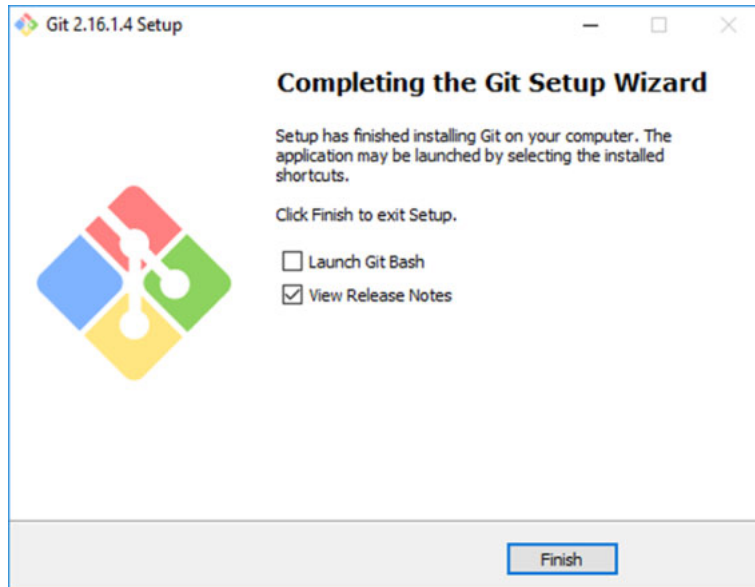 Git 2.16.1.4 Setup
Completing the Git Setup Wizard
Setup has finished installing Git on your computer. The
application may be launched by selecting the installed
shortcuts.
Click Finish to exit Setup.
Launch Git Bash
View Release Notes
Finish